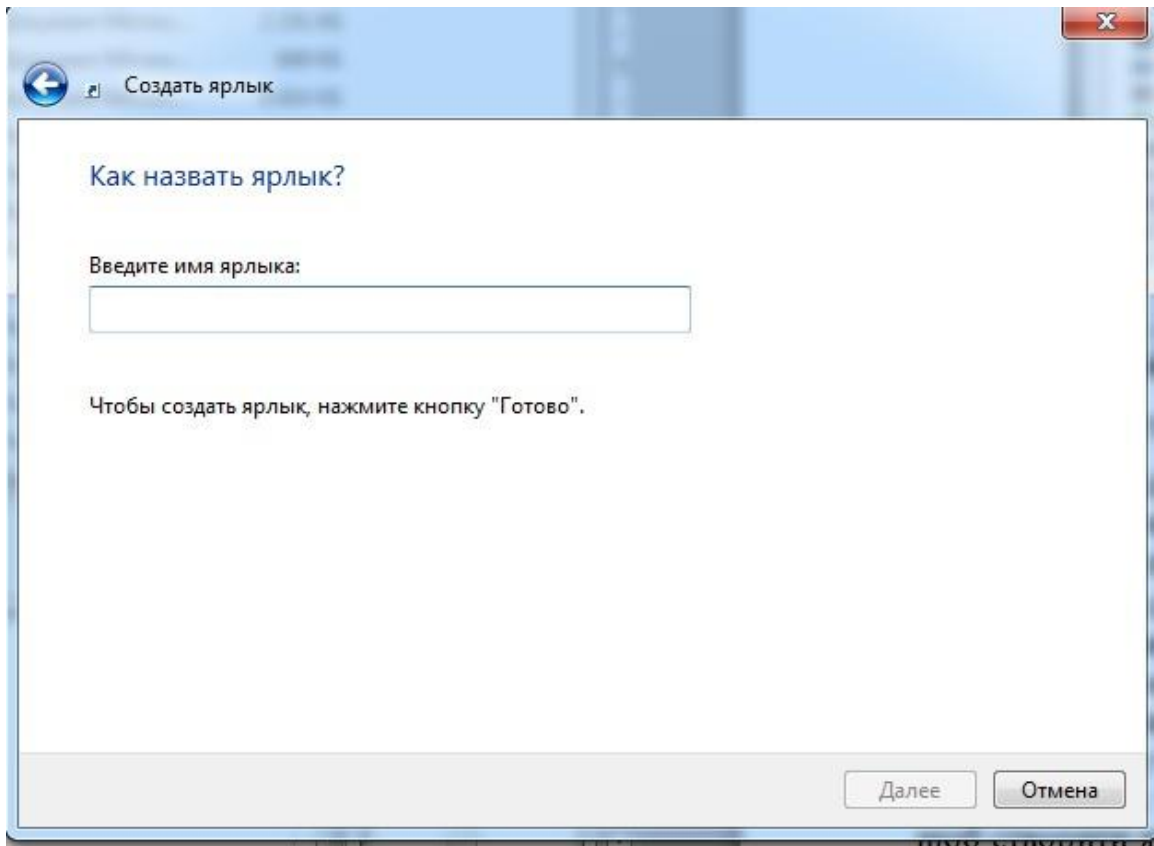 Создать ярлык
Как назвать ярлык?
Введите имя ярлыка:
Чтобы создать ярлык, нажмите кнопку "Готово".
Далее
Отмена